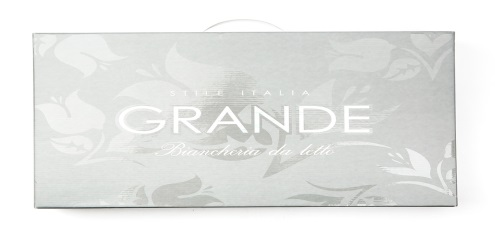 STILE ITALIA
GRANDE
Biancheria da letto